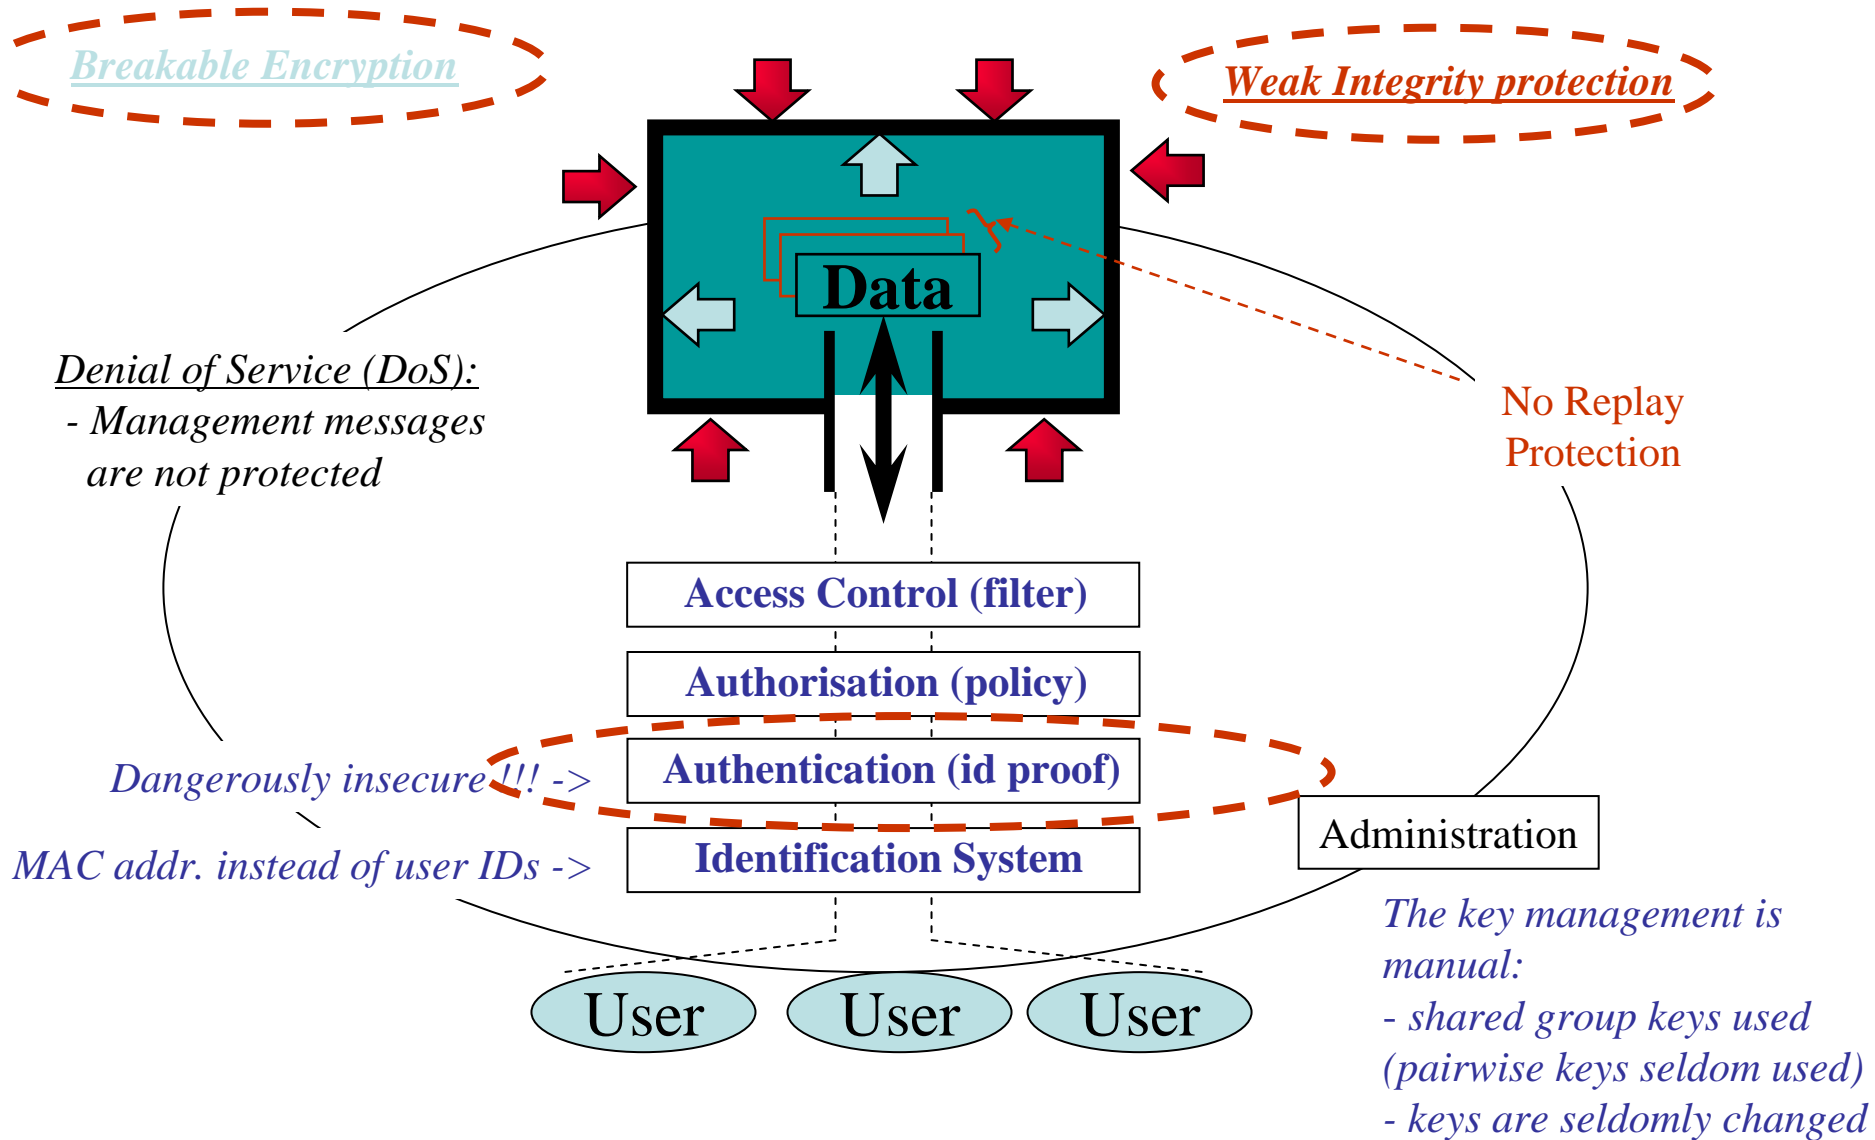 Breakable Encryption
Weak Integrity protection
Data
Denial of Service (DoS):
- Management messages
are not protected
No Replay
Protection
Access Control (filter)
Authorisation (policy)
Dangerously insecure !!! ->
Authentication (id proof)
MAC addr. instead of user IDs ->
Identification System
Administration
The key management is
manual:
- shared group keys used
(pairwise keys seldom used)
- keys are seldomly changed
User
User
User